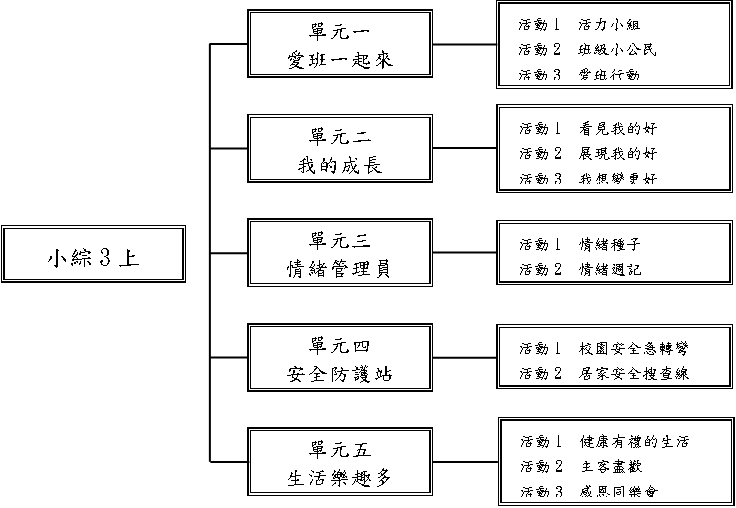 小綜3上
單元一
愛班一起來
活動1 活力小組
活動2 班級小公民
活動3 愛班行動
單元二
我的成長
活動1 看見我的好
活動2 展現我的好
活動3 我想變更好
單元三
情緒管理員
活動1 情緒種子
活動2 情緒週記
單元四
安全防護站
活動1 校園安全急轉彎
活動2 居家安全搜查線
單元五
生活樂趣多
活動1 健康有禮的生活
活動2 主客盡歡
活動3 感恩同樂會